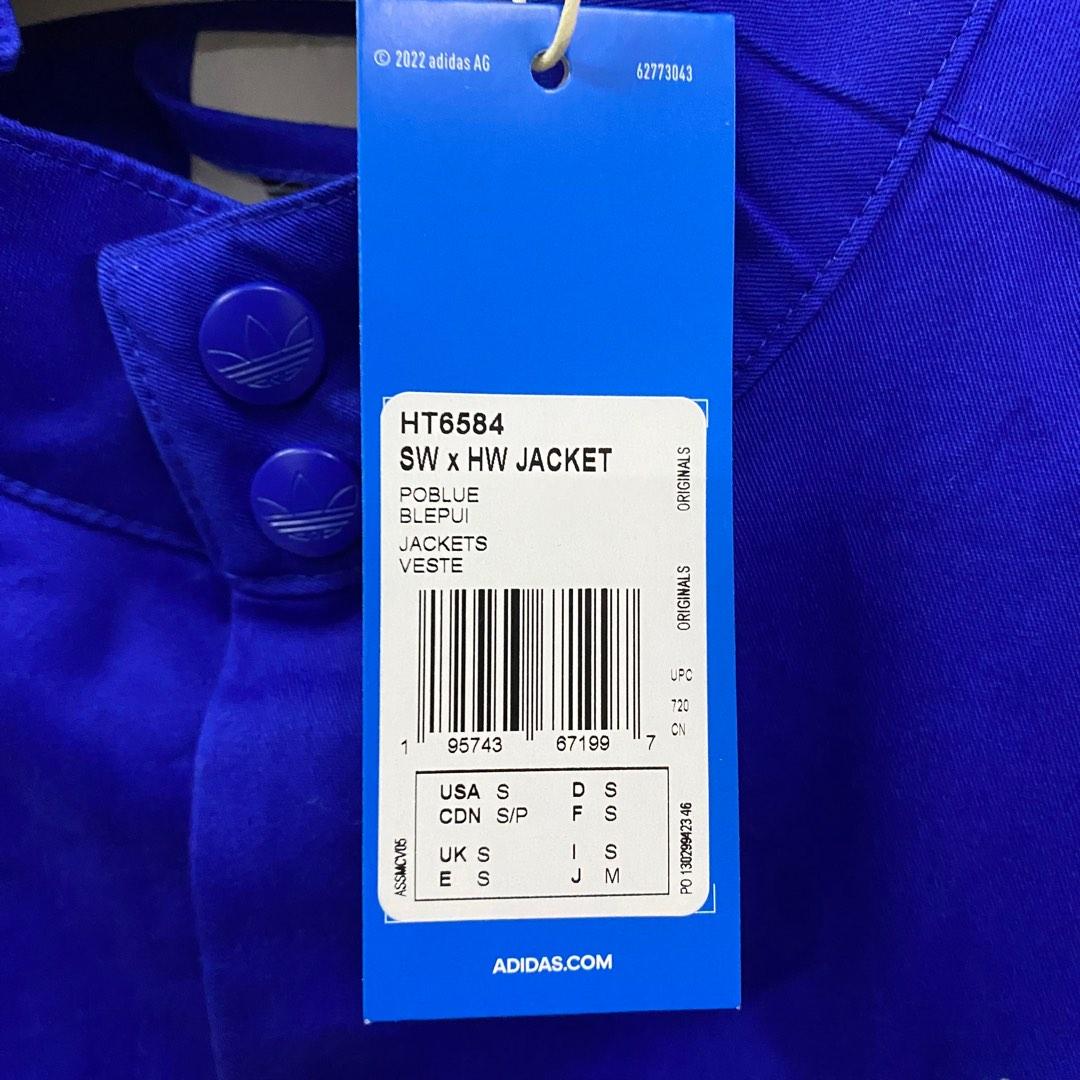 © 2022 adidas AG
62773043
HT6584
SW x HW JACKET
POBLUE
BLEPUI
JACKETS
VESTE
ORIGINALS
ORIGINALS
UPC
720
CN
1 95743 67199 7
USA S D S
CDN S/P F S
UK S I S
E S J M
ASSMCV05
PO 130299423 46
ADIDAS.COM